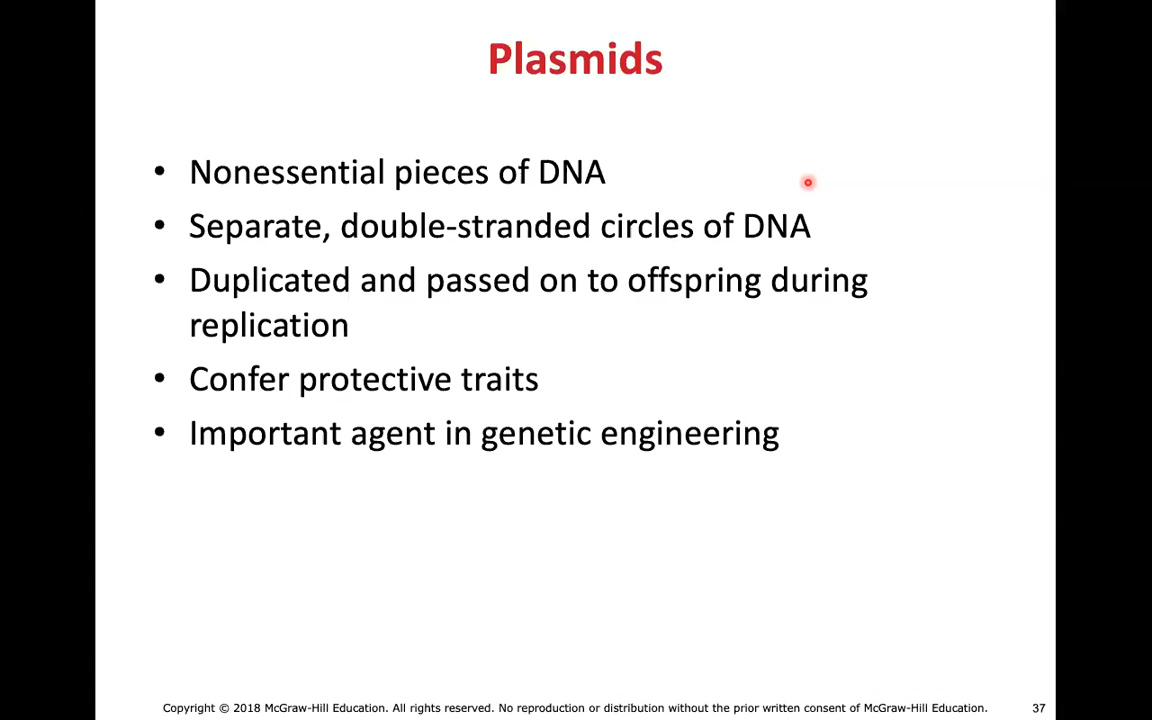 Plasmids
• Nonessential pieces of DNA
• Separate, double-stranded circles of DNA
• Duplicated and passed on to offspring during
replication
• Confer protective traits
• Important agent in genetic engineering
Copyright © 2018 McGraw-Hill Education. All rights reserved. No reproduction or distribution without the prior written consent of McGraw-Hill Education. 37